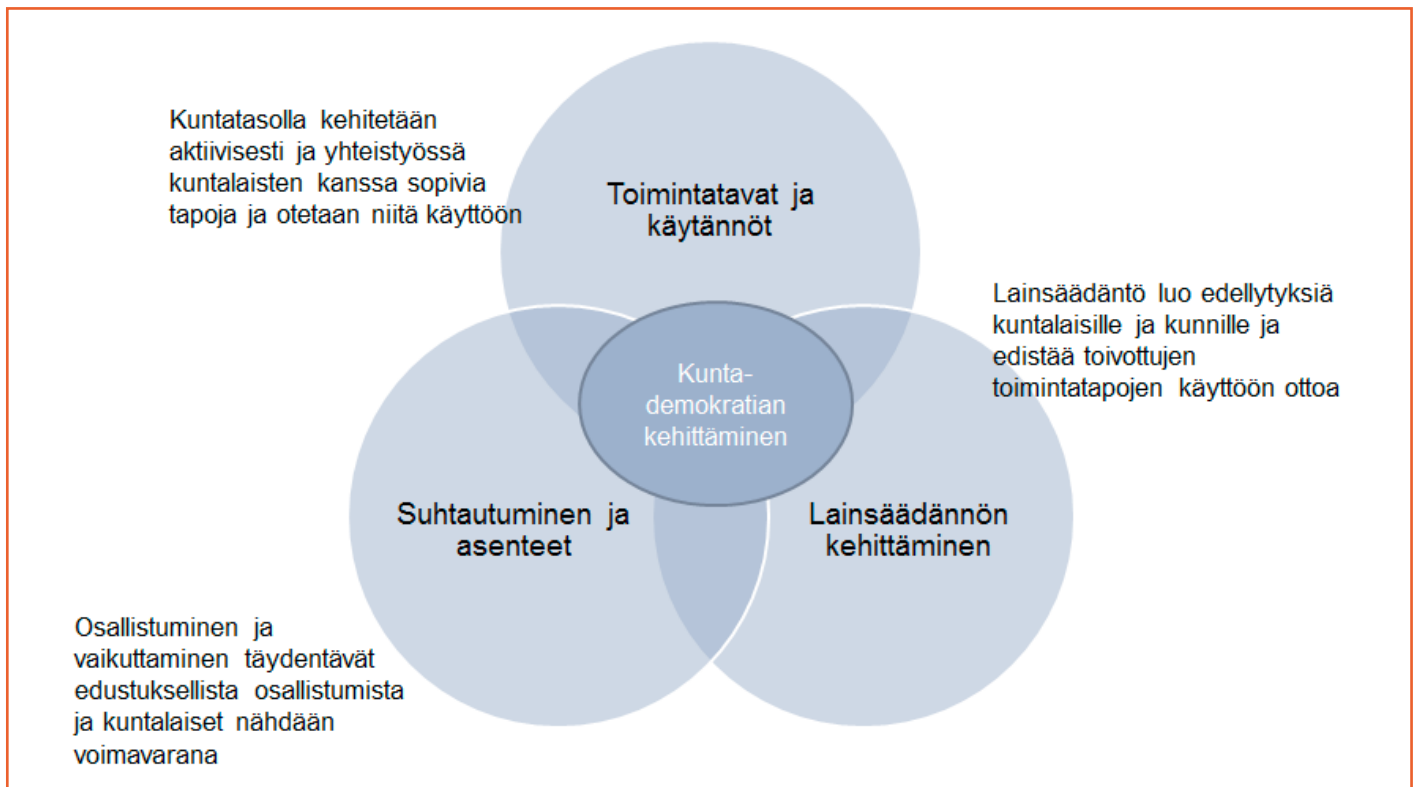 Kuntatasolla kehitetään
aktiivisesti ja yhteistyössä
kuntalaisten kanssa sopivia
tapoja ja otetaan niitä käyttöön
Toimintatavat ja
käytännöt
Lainsäädäntö luo edellytyksiä
kuntalaisille ja kunnille ja
edistää toivottujen
toimintatapojen käyttöön ottoa
Kunta-
demokratian
kehittäminen
Suhtautuminen ja
asenteet
Lainsäädännön
kehittäminen
Osallistuminen ja
vaikuttaminen täydentävät
edustuksellista osallistumista
ja kuntalaiset nähdään
voimavarana